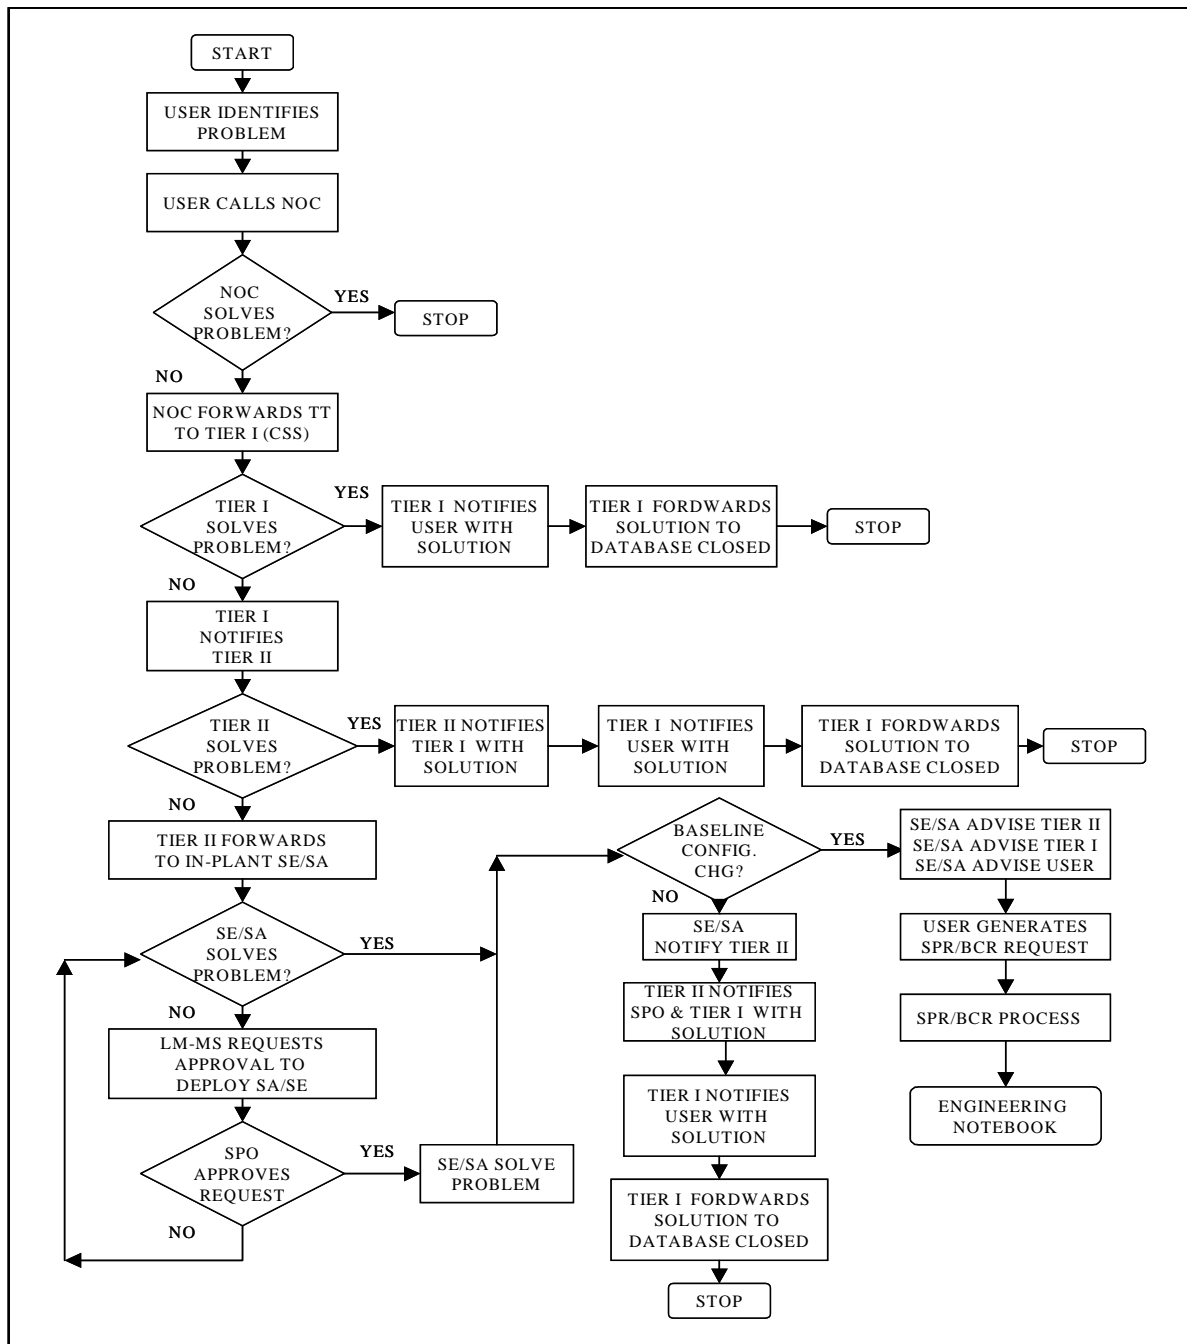 START
USER IDENTIFIES
PROBLEM
USER CALLS NOC
NOC
SOLVES
PROBLEM?
YES
STOP
NO
NOC FORWARDS TT
TO TIER I (CSS)
TIER I
SOLVES
PROBLEM?
YES
TIER I NOTIFIES
USER WITH
SOLUTION
TIER I FORDWARDS
SOLUTION TO
DATABASE CLOSED
STOP
NO
TIER I
NOTIFIES
TIER II
TIER II
SOLVES
PROBLEM?
YES
TIER II NOTIFIES
TIER I WITH
SOLUTION
TIER I NOTIFIES
USER WITH
SOLUTION
TIER I FORDWARDS
SOLUTION TO
DATABASE CLOSED
STOP
NO
TIER II FORWARDS
TO IN-PLANT SE/SA
SE/SA
SOLVES
PROBLEM?
YES
NO
LM-MS REQUESTS
APPROVAL TO
DEPLOY SA/SE
SPO
APPROVES
REQUEST
YES
SE/SA SOLVE
PROBLEM
NO
BASELINE
CONFIG.
CHG?
YES
SE/SA ADVISE TIER II
SE/SA ADVISE TIER I
SE/SA ADVISE USER
USER GENERATES
SPR/BCR REQUEST
SPR/BCR PROCESS
ENGINEERING
NOTEBOOK
NO
SE/SA
NOTIFY TIER II
TIER II NOTIFIES
SPO & TIER I WITH
SOLUTION
TIER I NOTIFIES
USER WITH
SOLUTION
TIER I FORDWARDS
SOLUTION TO
DATABASE CLOSED
STOP